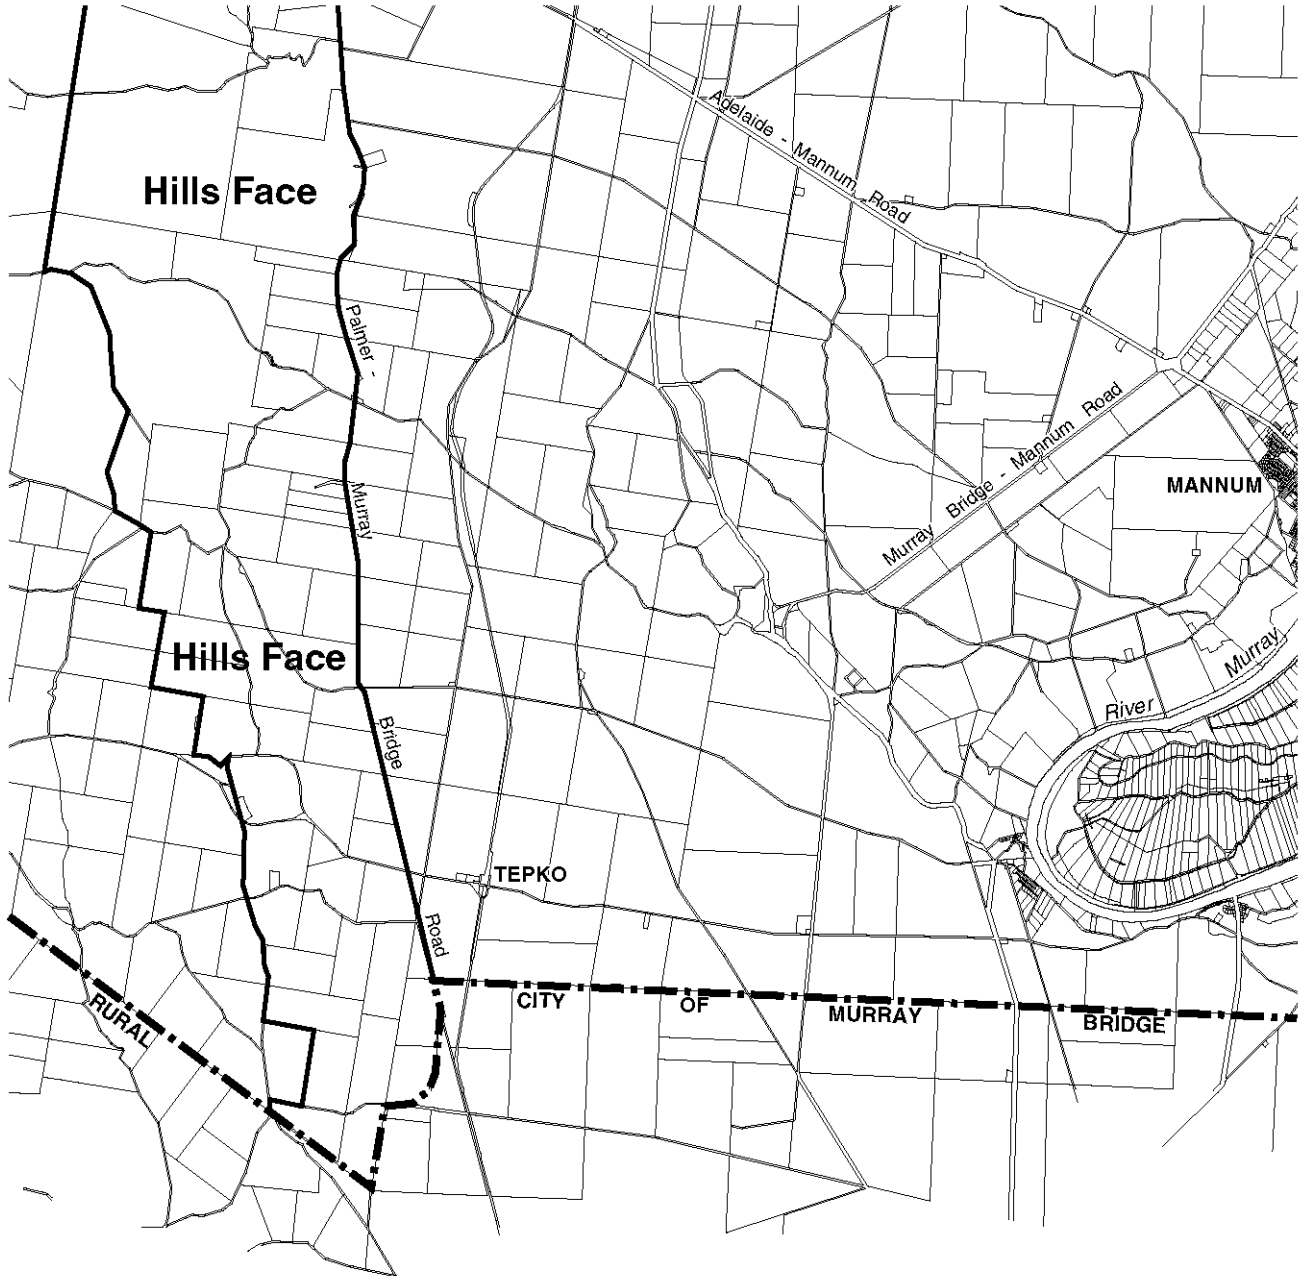 Adelaide - Mannum Road
Hills Face
Palmer -
Murray
Bridge
Road
Murray Bridge - Mannum Road
MANNUM
Hills Face
River
Murray
TEPKO
RURAL
CITY
OF
MURRAY
BRIDGE